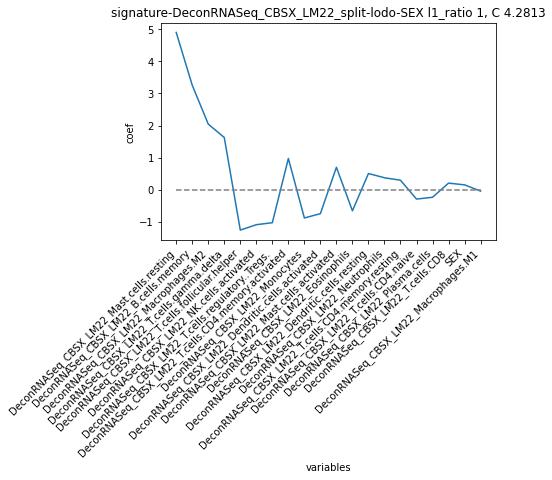 signature-DeconRNASeq_CBSX_LM22_split-lodo-SEX l1_ratio 1, C 4.2813
5
4
3
2
1
0
−1
coef
DeconRNASeq_CBSX_LM22_Mast.cells.resting
DeconRNASeq_CBSX_LM22_B.cells.memory
DeconRNASeq_CBSX_LM22_Macrophages.M2
DeconRNASeq_CBSX_LM22_T.cells.gamma.delta
DeconRNASeq_CBSX_LM22_T.cells.follicular.helper
DeconRNASeq_CBSX_LM22_NK.cells.activated
DeconRNASeq_CBSX_LM22_T.cells.regulatory..Tregs.
DeconRNASeq_CBSX_LM22_T.cells.CD4.memory.activated
DeconRNASeq_CBSX_LM22_Monocytes
DeconRNASeq_CBSX_LM22_Dendritic.cells.activated
DeconRNASeq_CBSX_LM22_Mast.cells.activated
DeconRNASeq_CBSX_LM22_Eosinophils
DeconRNASeq_CBSX_LM22_Dendritic.cells.resting
DeconRNASeq_CBSX_LM22_Neutrophils
DeconRNASeq_CBSX_LM22_T.cells.CD4.memory.resting
DeconRNASeq_CBSX_LM22_T.cells.CD4.naive
DeconRNASeq_CBSX_LM22_Plasma.cells
DeconRNASeq_CBSX_LM22_T.cells.CD8
SEX
DeconRNASeq_CBSX_LM22_Macrophages.M1
variables